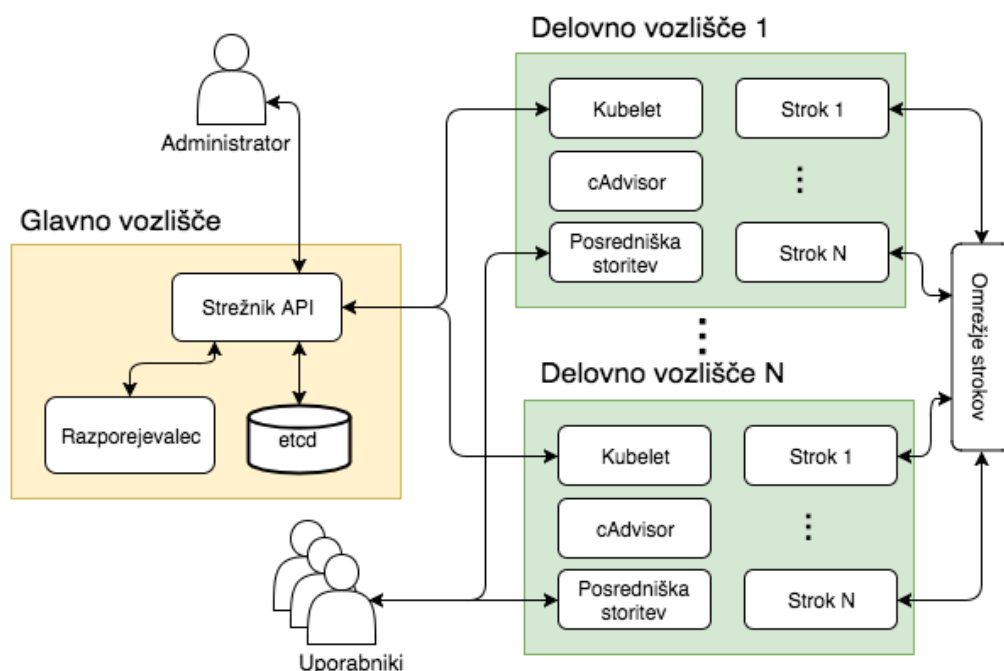 Delovno vozlišče 1
Administrator
Kubelet
Strok 1
cAdvisor
Posredniška
storitev
Strok N
Glavno vozlišče
Strežnik API
Razporejevalec
etcd
Omrežje strokov
Delovno vozlišče N
Kubelet
Strok 1
cAdvisor
Posredniška
storitev
Strok N
Uporabniki